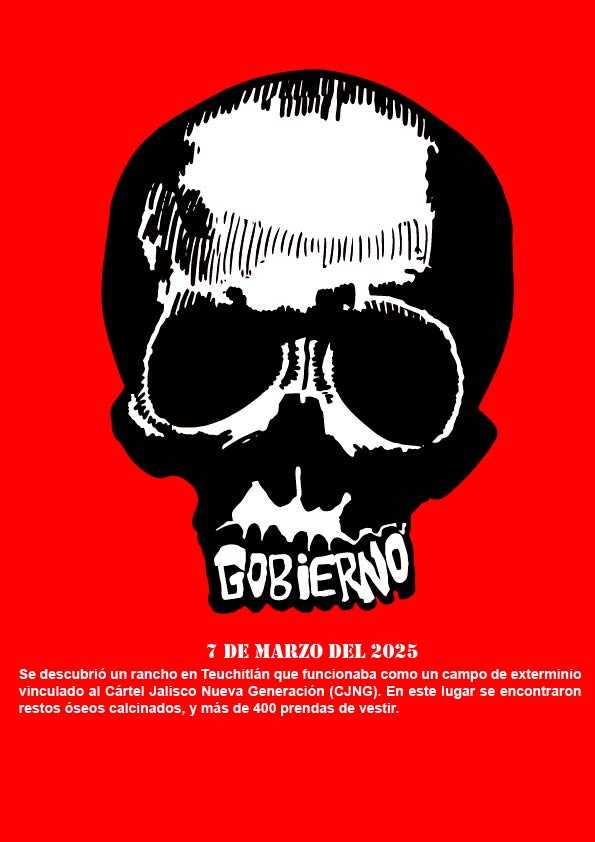 GOBiERNO
7 DE MARZO DEL 2025
Se descubrió un rancho en Teuchitlán que funcionaba como un campo de exterminio
vinculado al Cártel Jalisco Nueva Generación (CJNG). En este lugar se encontraron
restos óseos calcinados, y más de 400 prendas de vestir.